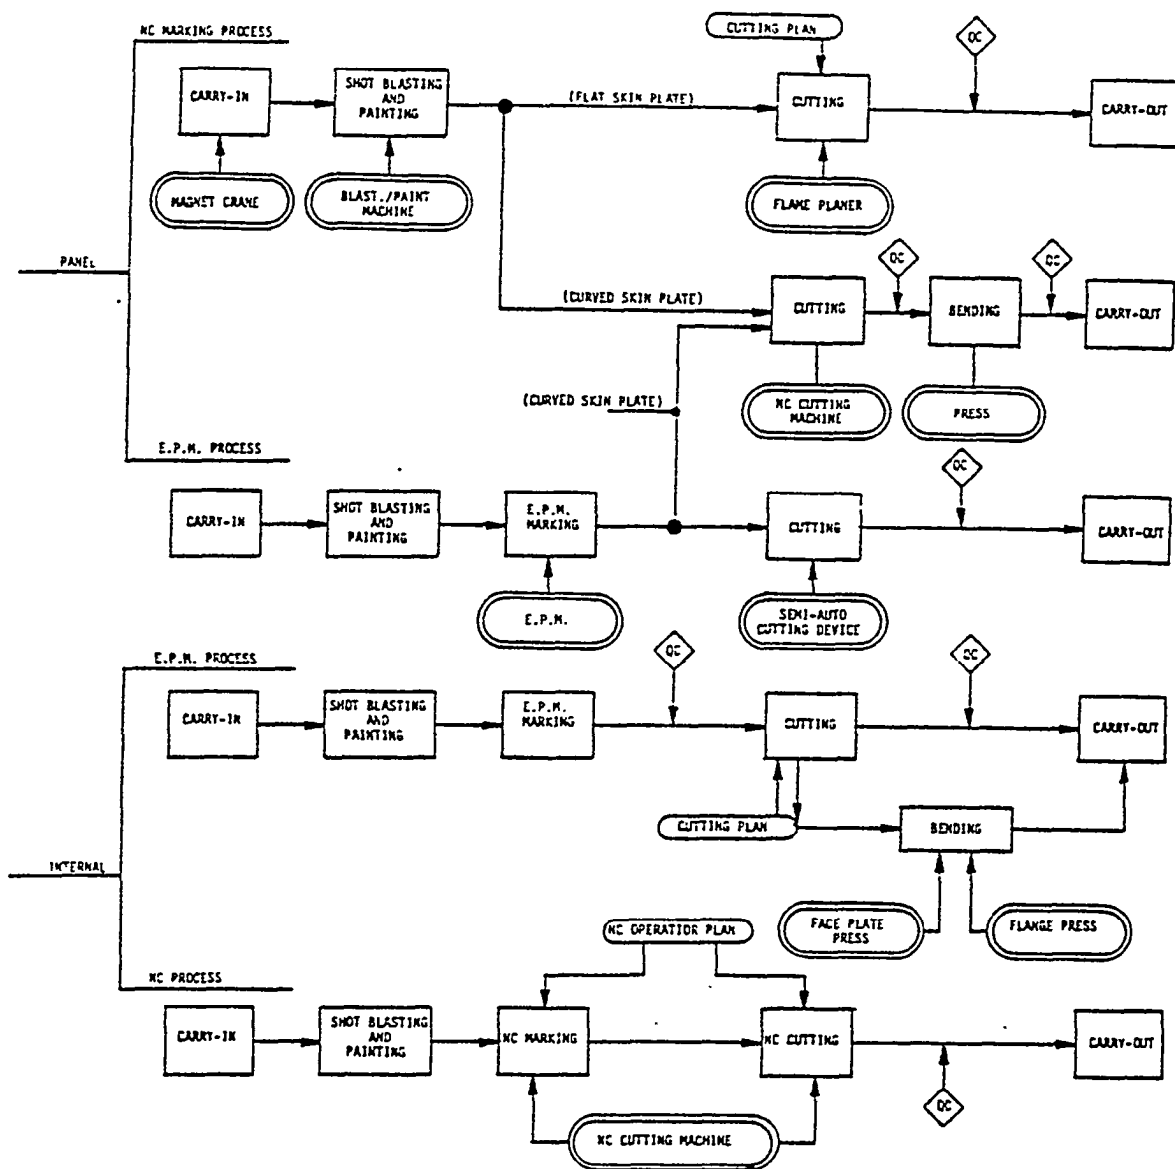 NC MARKING PROCESS
CUTTING PLAN
QC
CARRY-IN
SHOT BLASTING
AND
PAINTING
(FLAT SKIN PLATE)
CUTTING
CARRY-OUT
MAGNET CRANE
BLAST./PAINT
MACHINE
FLAME PLANER
PANEL
QC
QC
(CURVED SKIN PLATE)
CUTTING
BENDING
CARRY-OUT
(CURVED SKIN PLATE)
NC CUTTING
MACHINE
PRESS
E.P.M. PROCESS
QC
CARRY-IN
SHOT BLASTING
AND
PAINTING
E.P.M.
MARKING
CUTTING
CARRY-OUT
E.P.M.
SEMI-AUTO
CUTTING DEVICE
E.P.M. PROCESS
QC
QC
CARRY-IN
SHOT BLASTING
AND
PAINTING
E.P.M.
MARKING
CUTTING
CARRY-OUT
CUTTING PLAN
BENDING
INTERNAL
FACE PLATE
PRESS
FLANGE PRESS
NC OPERATIOR PLAN
NC PROCESS
CARRY-IN
SHOT BLASTING
AND
PAINTING
NC MARKING
NC CUTTING
CARRY-OUT
QC
NC CUTTING MACHINE